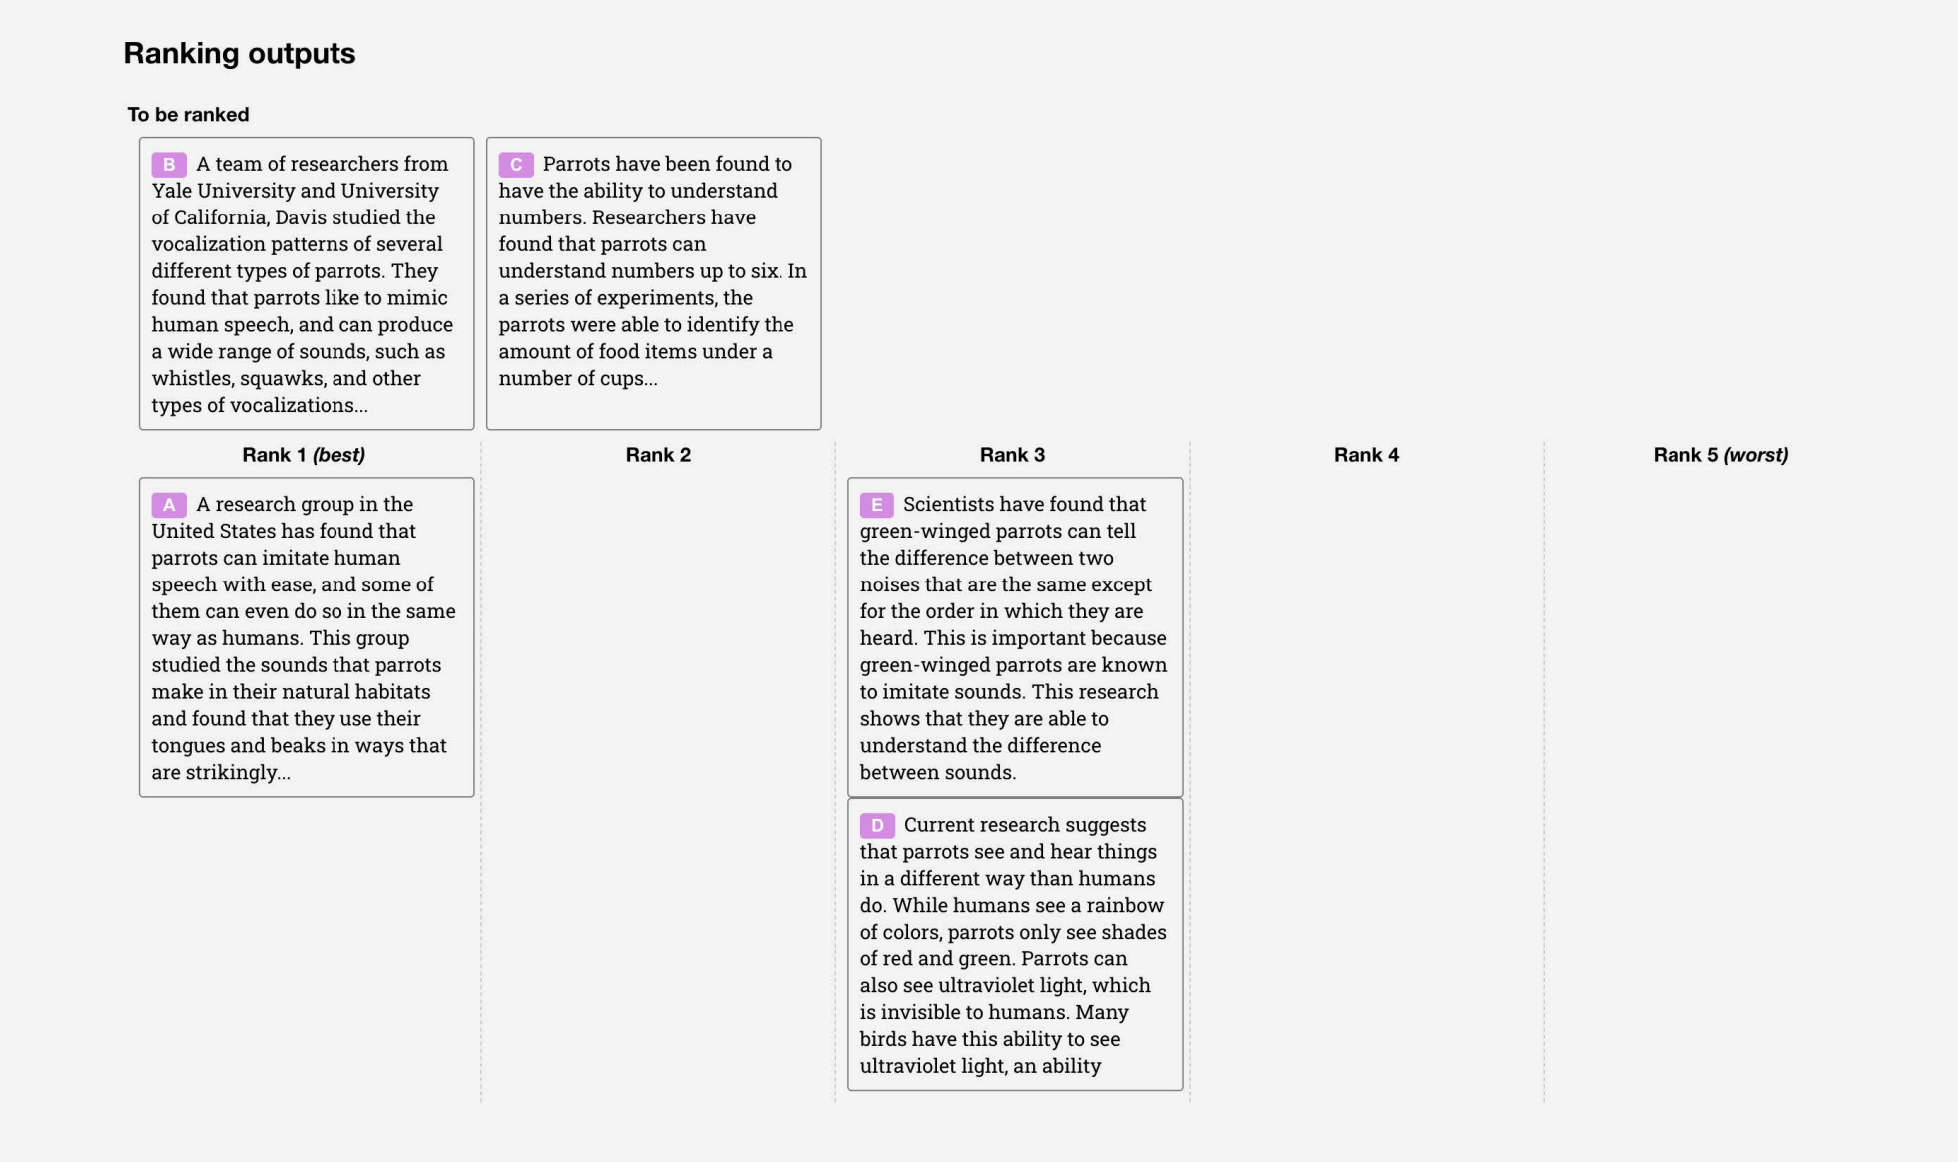 Ranking outputs
To be ranked
B A team of researchers from
Yale University and University
of California, Davis studied the
vocalization patterns of several
different types of parrots. They
found that parrots like to mimic
human speech, and can produce
a wide range of sounds, such as
whistles, squawks, and other
types of vocalizations...
C Parrots have been found to
have the ability to understand
numbers. Researchers have
found that parrots can
understand numbers up to six. In
a series of experiments, the
parrots were able to identify the
amount of food items under a
number of cups...
Rank 1 (best)
Rank 2
Rank 3
Rank 4
Rank 5 (worst)
A A research group in the
United States has found that
parrots can imitate human
speech with ease, and some of
them can even do so in the same
way as humans. This group
studied the sounds that parrots
make in their natural habitats
and found that they use their
tongues and beaks in ways that
are strikingly...
E Scientists have found that
green-winged parrots can tell
the difference between two
noises that are the same except
for the order in which they are
heard. This is important because
green-winged parrots are known
to imitate sounds. This research
shows that they are able to
understand the difference
between sounds.
D Current research suggests
that parrots see and hear things
in a different way than humans
do. While humans see a rainbow
of colors, parrots only see shades
of red and green. Parrots can
also see ultraviolet light, which
is invisible to humans. Many
birds have this ability to see
ultraviolet light, an ability